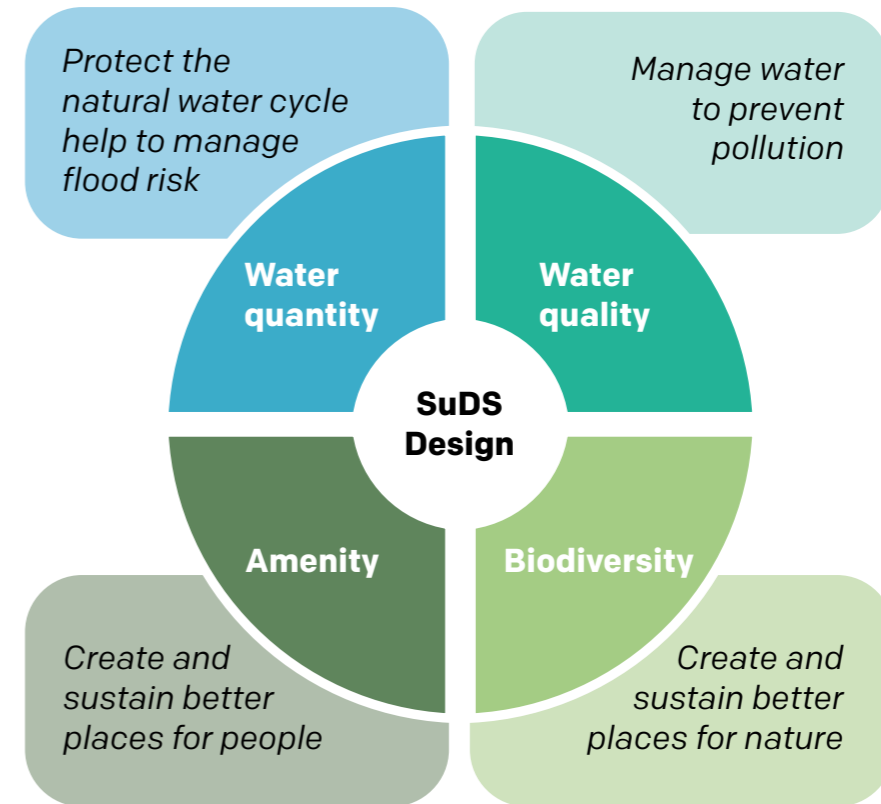 Protect the
natural water cycle
help to manage
flood risk
Manage water
to prevent
pollution
Water
quantity
Water
quality
SuDS
Design
Amenity
Biodiversity
Create and
sustain better
places for people
Create and
sustain better
places for nature